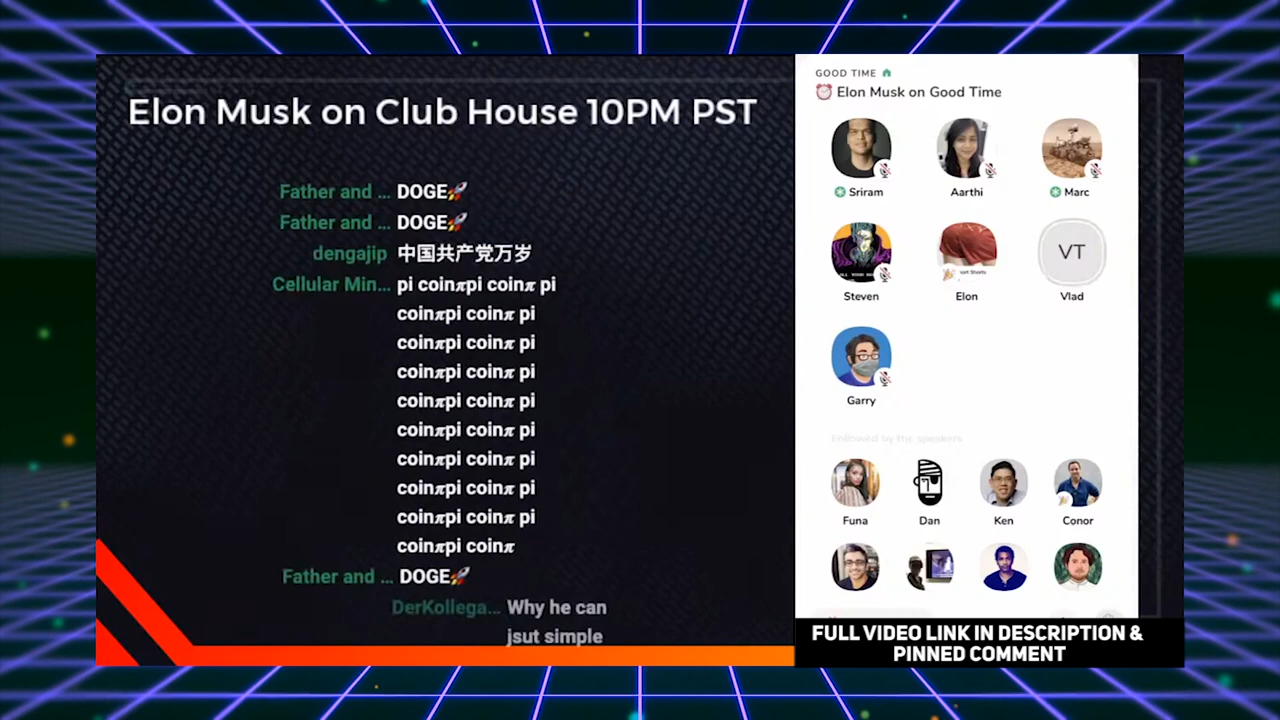 Elon Musk on Club House 10PM PST
Father and ... DOGE🚀
Father and ... DOGE🚀
dengajip 中国共产党万岁
Cellular Min... pi coinπpi coinπ pi
coinπpi coinπ pi
coinπpi coinπ pi
coinπpi coinπ pi
coinπpi coinπ pi
coinπpi coinπ pi
coinπpi coinπ pi
coinπpi coinπ pi
coinπpi coinπ pi
coinπpi coinπ
Father and ... DOGE🚀
DerKollega... Why he can
jsut simple
GOOD TIME
Elon Musk on Good Time
Sriram Aarthi Marc
VT
Steven Elon Vlad
Garry
Followed by the speakers
Funa Dan Ken Conor
FULL VIDEO LINK IN DESCRIPTION &
PINNED COMMENT